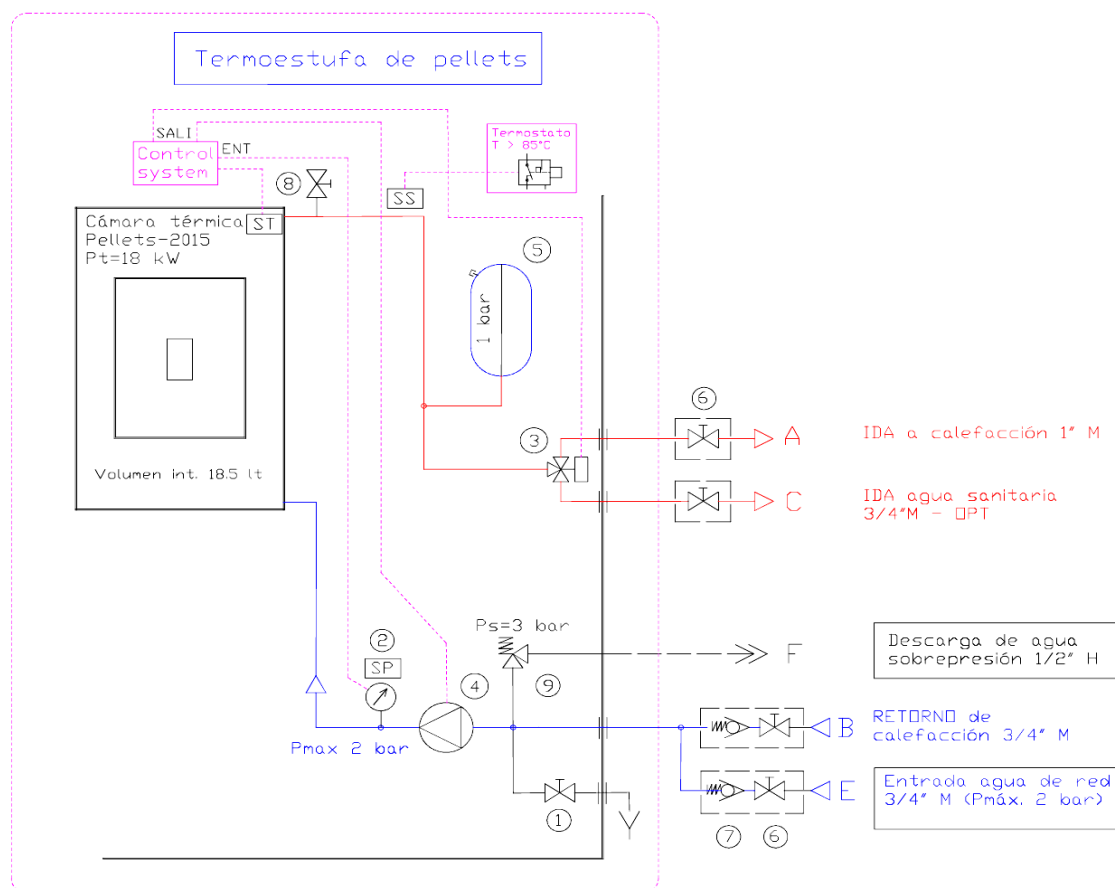 Termoestufa de pellets
SALI
Control
system
ENT
Termostato
T > 85°C
8
SS
ST
Cámara térmica
Pellets-2015
Pt=18 kW
5
1 bar
Volumen int. 18.5 lt
3
6
A
IDA a calefacción 1" M
C
IDA agua sanitaria
3/4"M - OPT
Ps=3 bar
2
SP
4
9
F
Descarga de agua
sobrepresión 1/2" H
Pmax 2 bar
B
RETORNO de
calefacción 3/4" M
E
Entrada agua de red
3/4" M (Pmáx. 2 bar)
1
7
6